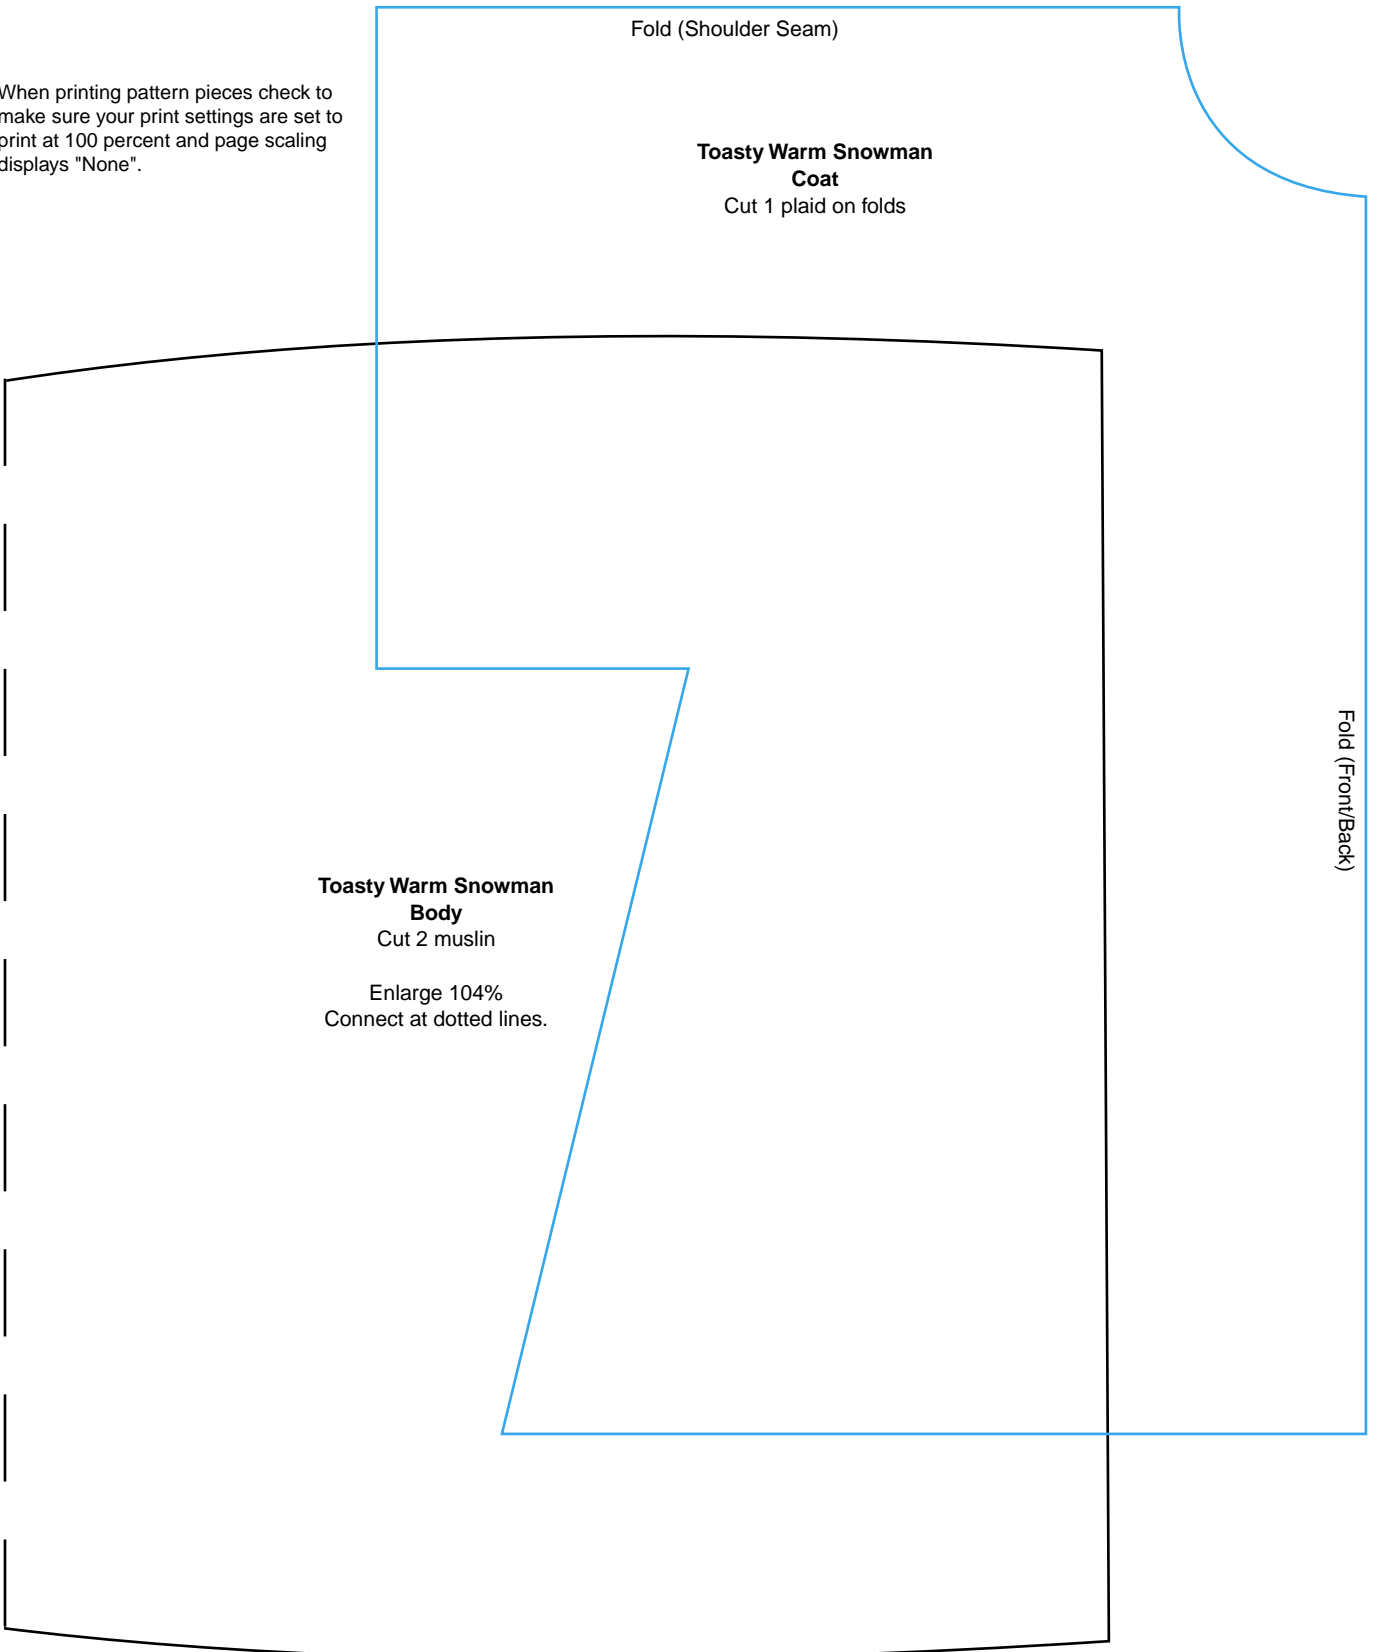 Fold (Shoulder Seam)
When printing pattern pieces check to
make sure your print settings are set to
print at 100 percent and page scaling
displays "None".
Toasty Warm Snowman
Coat
Cut 1 plaid on folds
Fold (Front/Back)
Toasty Warm Snowman
Body
Cut 2 muslin
Enlarge 104%
Connect at dotted lines.